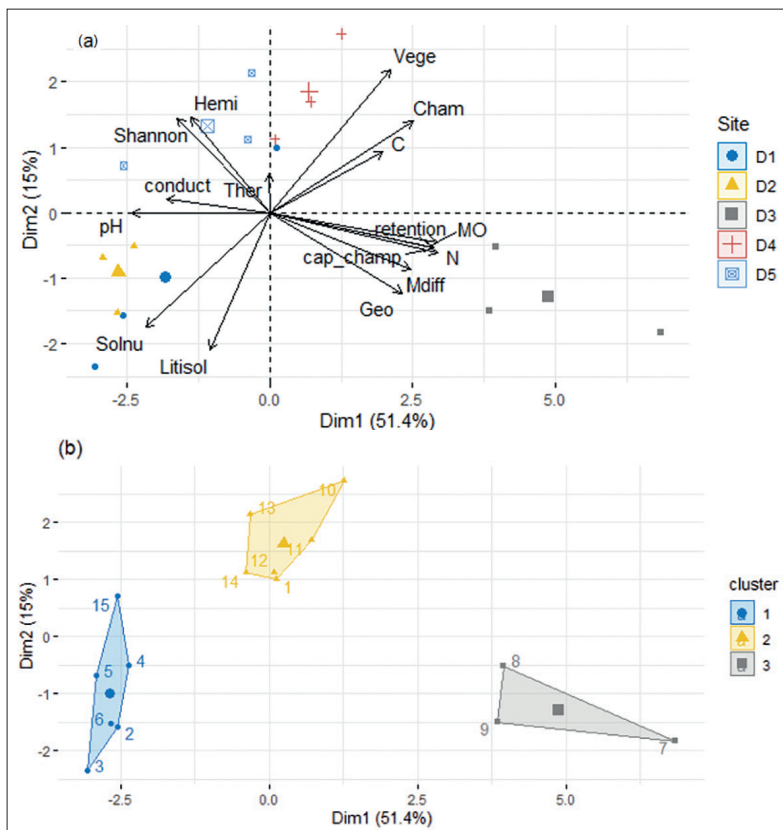 (a)
Vege
Hemi
Cham
Shannon
C
conduct
Ther
pH
retention
MO
cap_champ
N
Mdiff
Geo
Solnu
Litisol
Dim2 (15%)
2
1
0
-1
-2
-2.5
0.0
2.5
5.0
Dim1 (51.4%)
Site
D1
D2
D3
D4
D5
(b)
10
13
12
11
14
1
15
4
5
6
2
3
8
9
7
Dim2 (15%)
2
1
0
-1
-2
-2.5
0.0
2.5
5.0
Dim1 (51.4%)
cluster
1
2
3